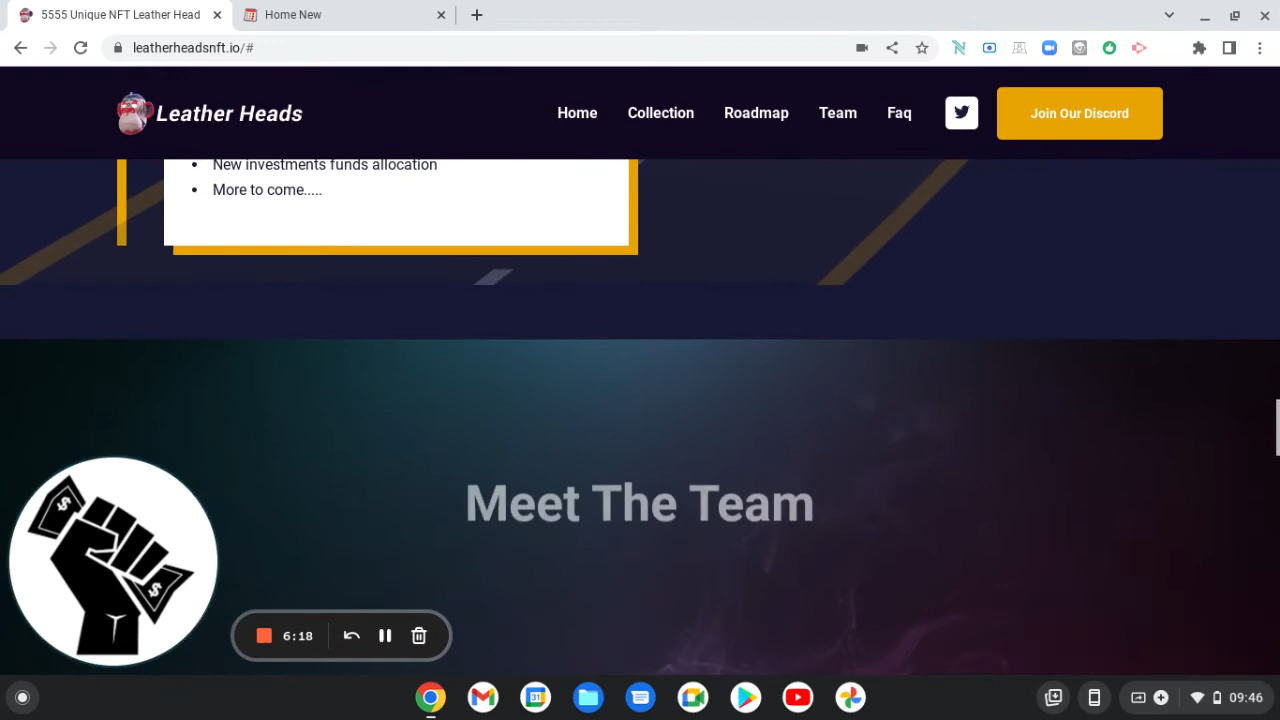 5555 Unique NFT Leather Head
Home New
leatherheadsnft.io/#
Leather Heads
Home
Collection
Roadmap
Team
Faq
Join Our Discord
New investments funds allocation
More to come.....
Meet The Team
$
$
6:18
31
09:46